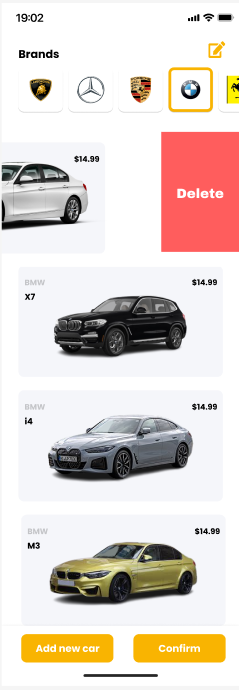 19:02
Brands
$14.99
Delete
BMW
$14.99
X7
BMW
$14.99
i4
BMW
$14.99
M3
Add new car
Confirm